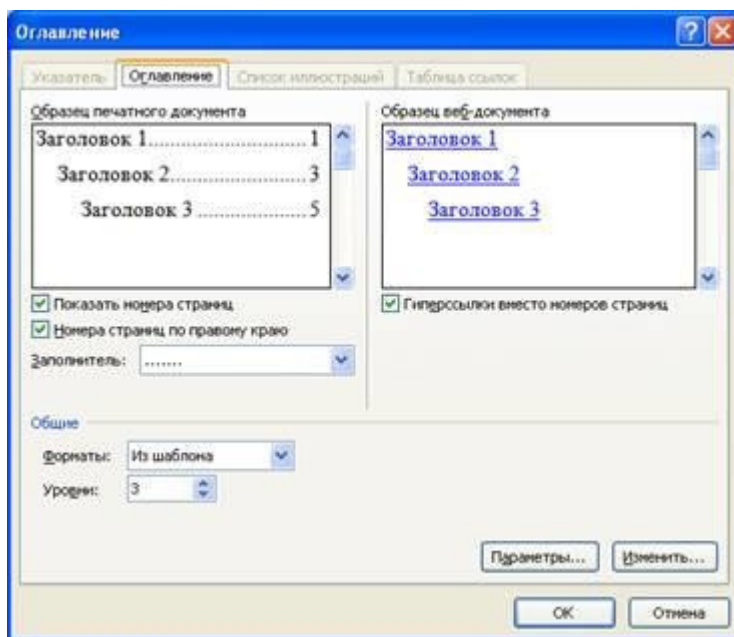 Оглавление
Указатель Оглавление Список иллюстраций Таблица ссылок
Образец печатного документа
Заголовок 1.......................... 1
Заголовок 2...................... 3
Заголовок 3 ................... 5
Образец веб-документа
Заголовок 1
Заголовок 2
Заголовок 3
Показать номера страниц
Номера страниц по правому краю
Заполнитель: .......
Гиперссылки вместо номеров страниц
Общие
Форматы: Из шаблона
Уровни: 3
Параметры... Изменить...
ОК Отмена